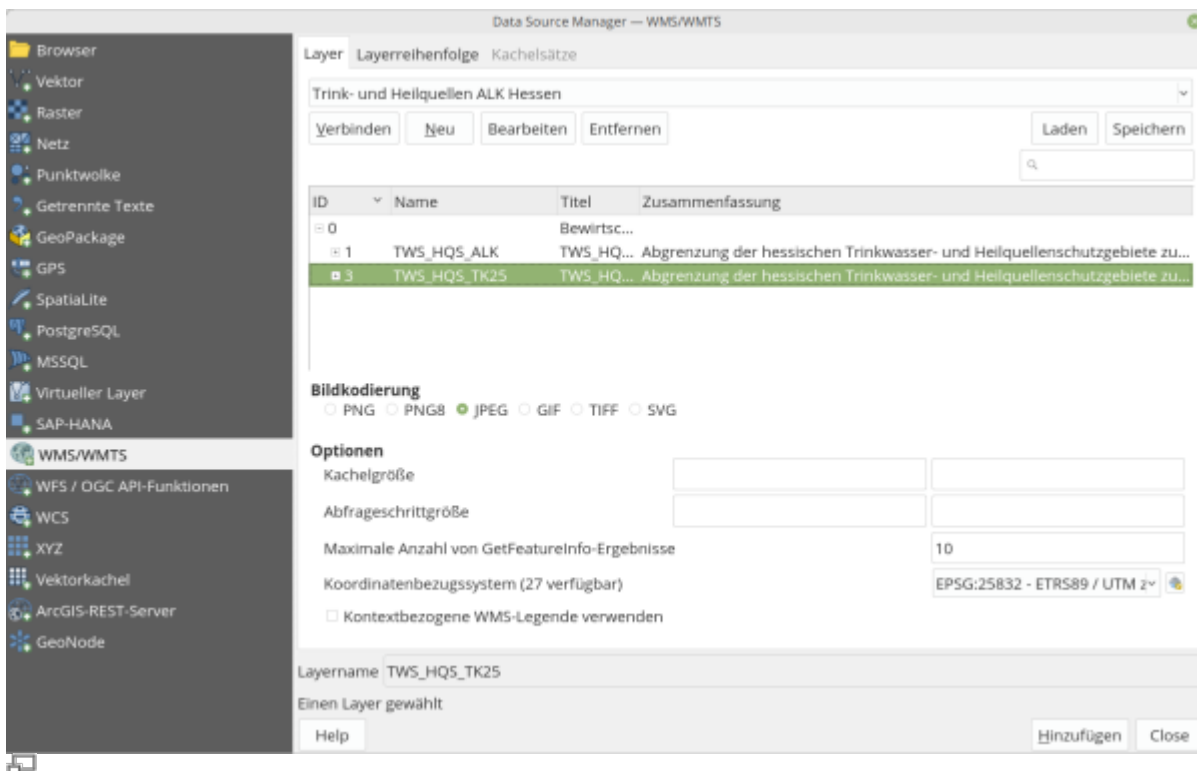 Data Source Manager — WMS/WMTS
Browser
Vektor
Raster
Netz
Punktwolke
Getrennte Texte
GeoPackage
GPS
SpatiaLite
PostgreSQL
MSSQL
Virtueller Layer
SAP-HANA
WMS/WMTS
WFS / OGC API-Funktionen
WCS
XYZ
Vektorkachel
ArcGIS-REST-Server
GeoNode
Layer Layerreihenfolge Kachelsätze
Trink- und Heilquellen ALK Hessen
Verbinden Neu Bearbeiten Entfernen Laden Speichern
ID Name Titel Zusammenfassung
0 Bewirtsc...
1 TWS_HQS_ALK TWS_HQ... Abgrenzung der hessischen Trinkwasser- und Heilquellenschutzgebiete zu...
3 TWS_HQS_TK25 TWS_HQ... Abgrenzung der hessischen Trinkwasser- und Heilquellenschutzgebiete zu...
Bildkodierung
PNG PNG8 JPEG GIF TIFF SVG
Optionen
Kachelgröße
Abfrageschrittgröße
Maximale Anzahl von GetFeatureInfo-Ergebnisse 10
Koordinatenbezugssystem (27 verfügbar) EPSG:25832 - ETRS89 / UTM z
Kontextbezogene WMS-Legende verwenden
Layername TWS_HQS_TK25
Einen Layer gewählt
Help Hinzufügen Close